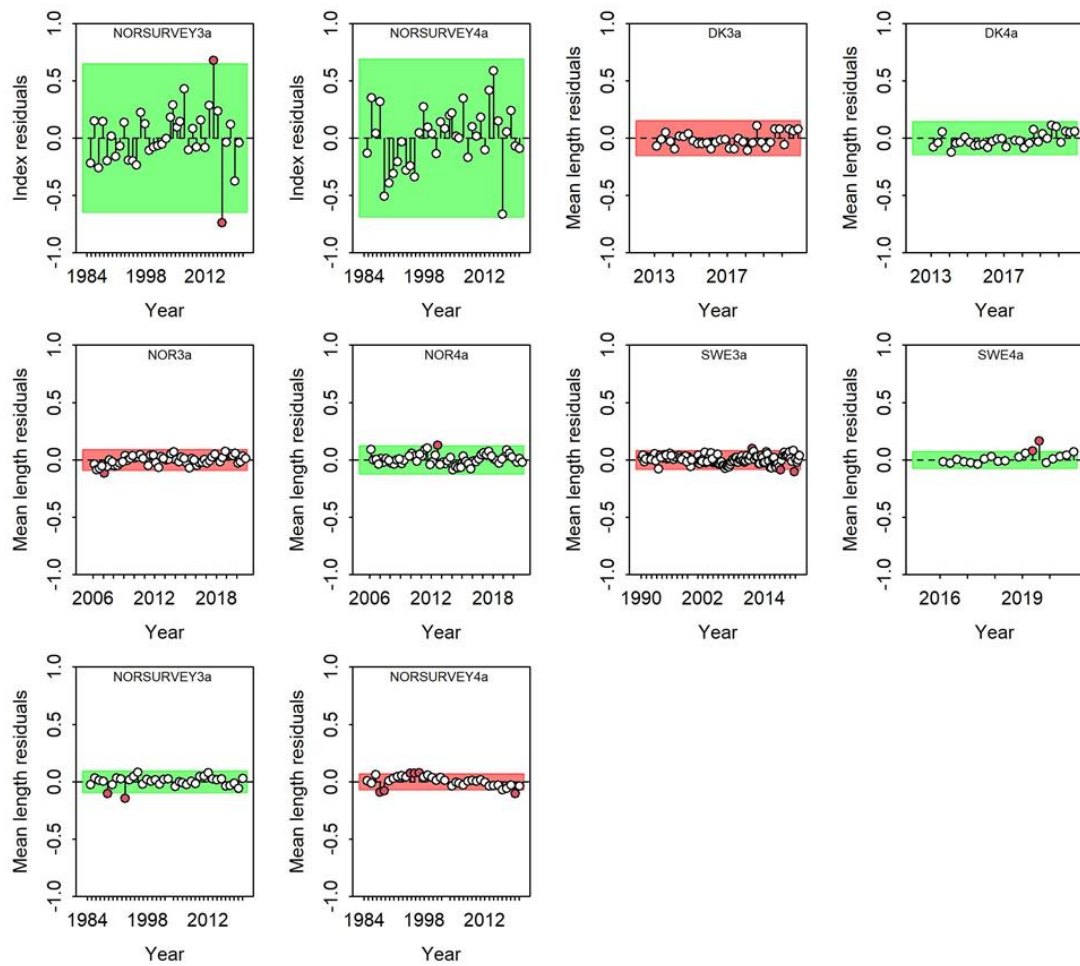 NORSURVEY3a
Index residuals
1.0
0.5
0.0
-0.5
-1.0
1984 1998 2012
Year
NORSURVEY4a
Index residuals
1.0
0.5
0.0
-0.5
-1.0
1984 1998 2012
Year
DK3a
Mean length residuals
1.0
0.5
0.0
-0.5
-1.0
2013 2017
Year
DK4a
Mean length residuals
1.0
0.5
0.0
-0.5
-1.0
2013 2017
Year
NOR3a
Mean length residuals
1.0
0.5
0.0
-0.5
-1.0
2006 2012 2018
Year
NOR4a
Mean length residuals
1.0
0.5
0.0
-0.5
-1.0
2006 2012 2018
Year
SWE3a
Mean length residuals
1.0
0.5
0.0
-0.5
-1.0
1990 2002 2014
Year
SWE4a
Mean length residuals
1.0
0.5
0.0
-0.5
-1.0
2016 2019
Year
NORSURVEY3a
Mean length residuals
1.0
0.5
0.0
-0.5
-1.0
1984 1998 2012
Year
NORSURVEY4a
Mean length residuals
1.0
0.5
0.0
-0.5
-1.0
1984 1998 2012
Year